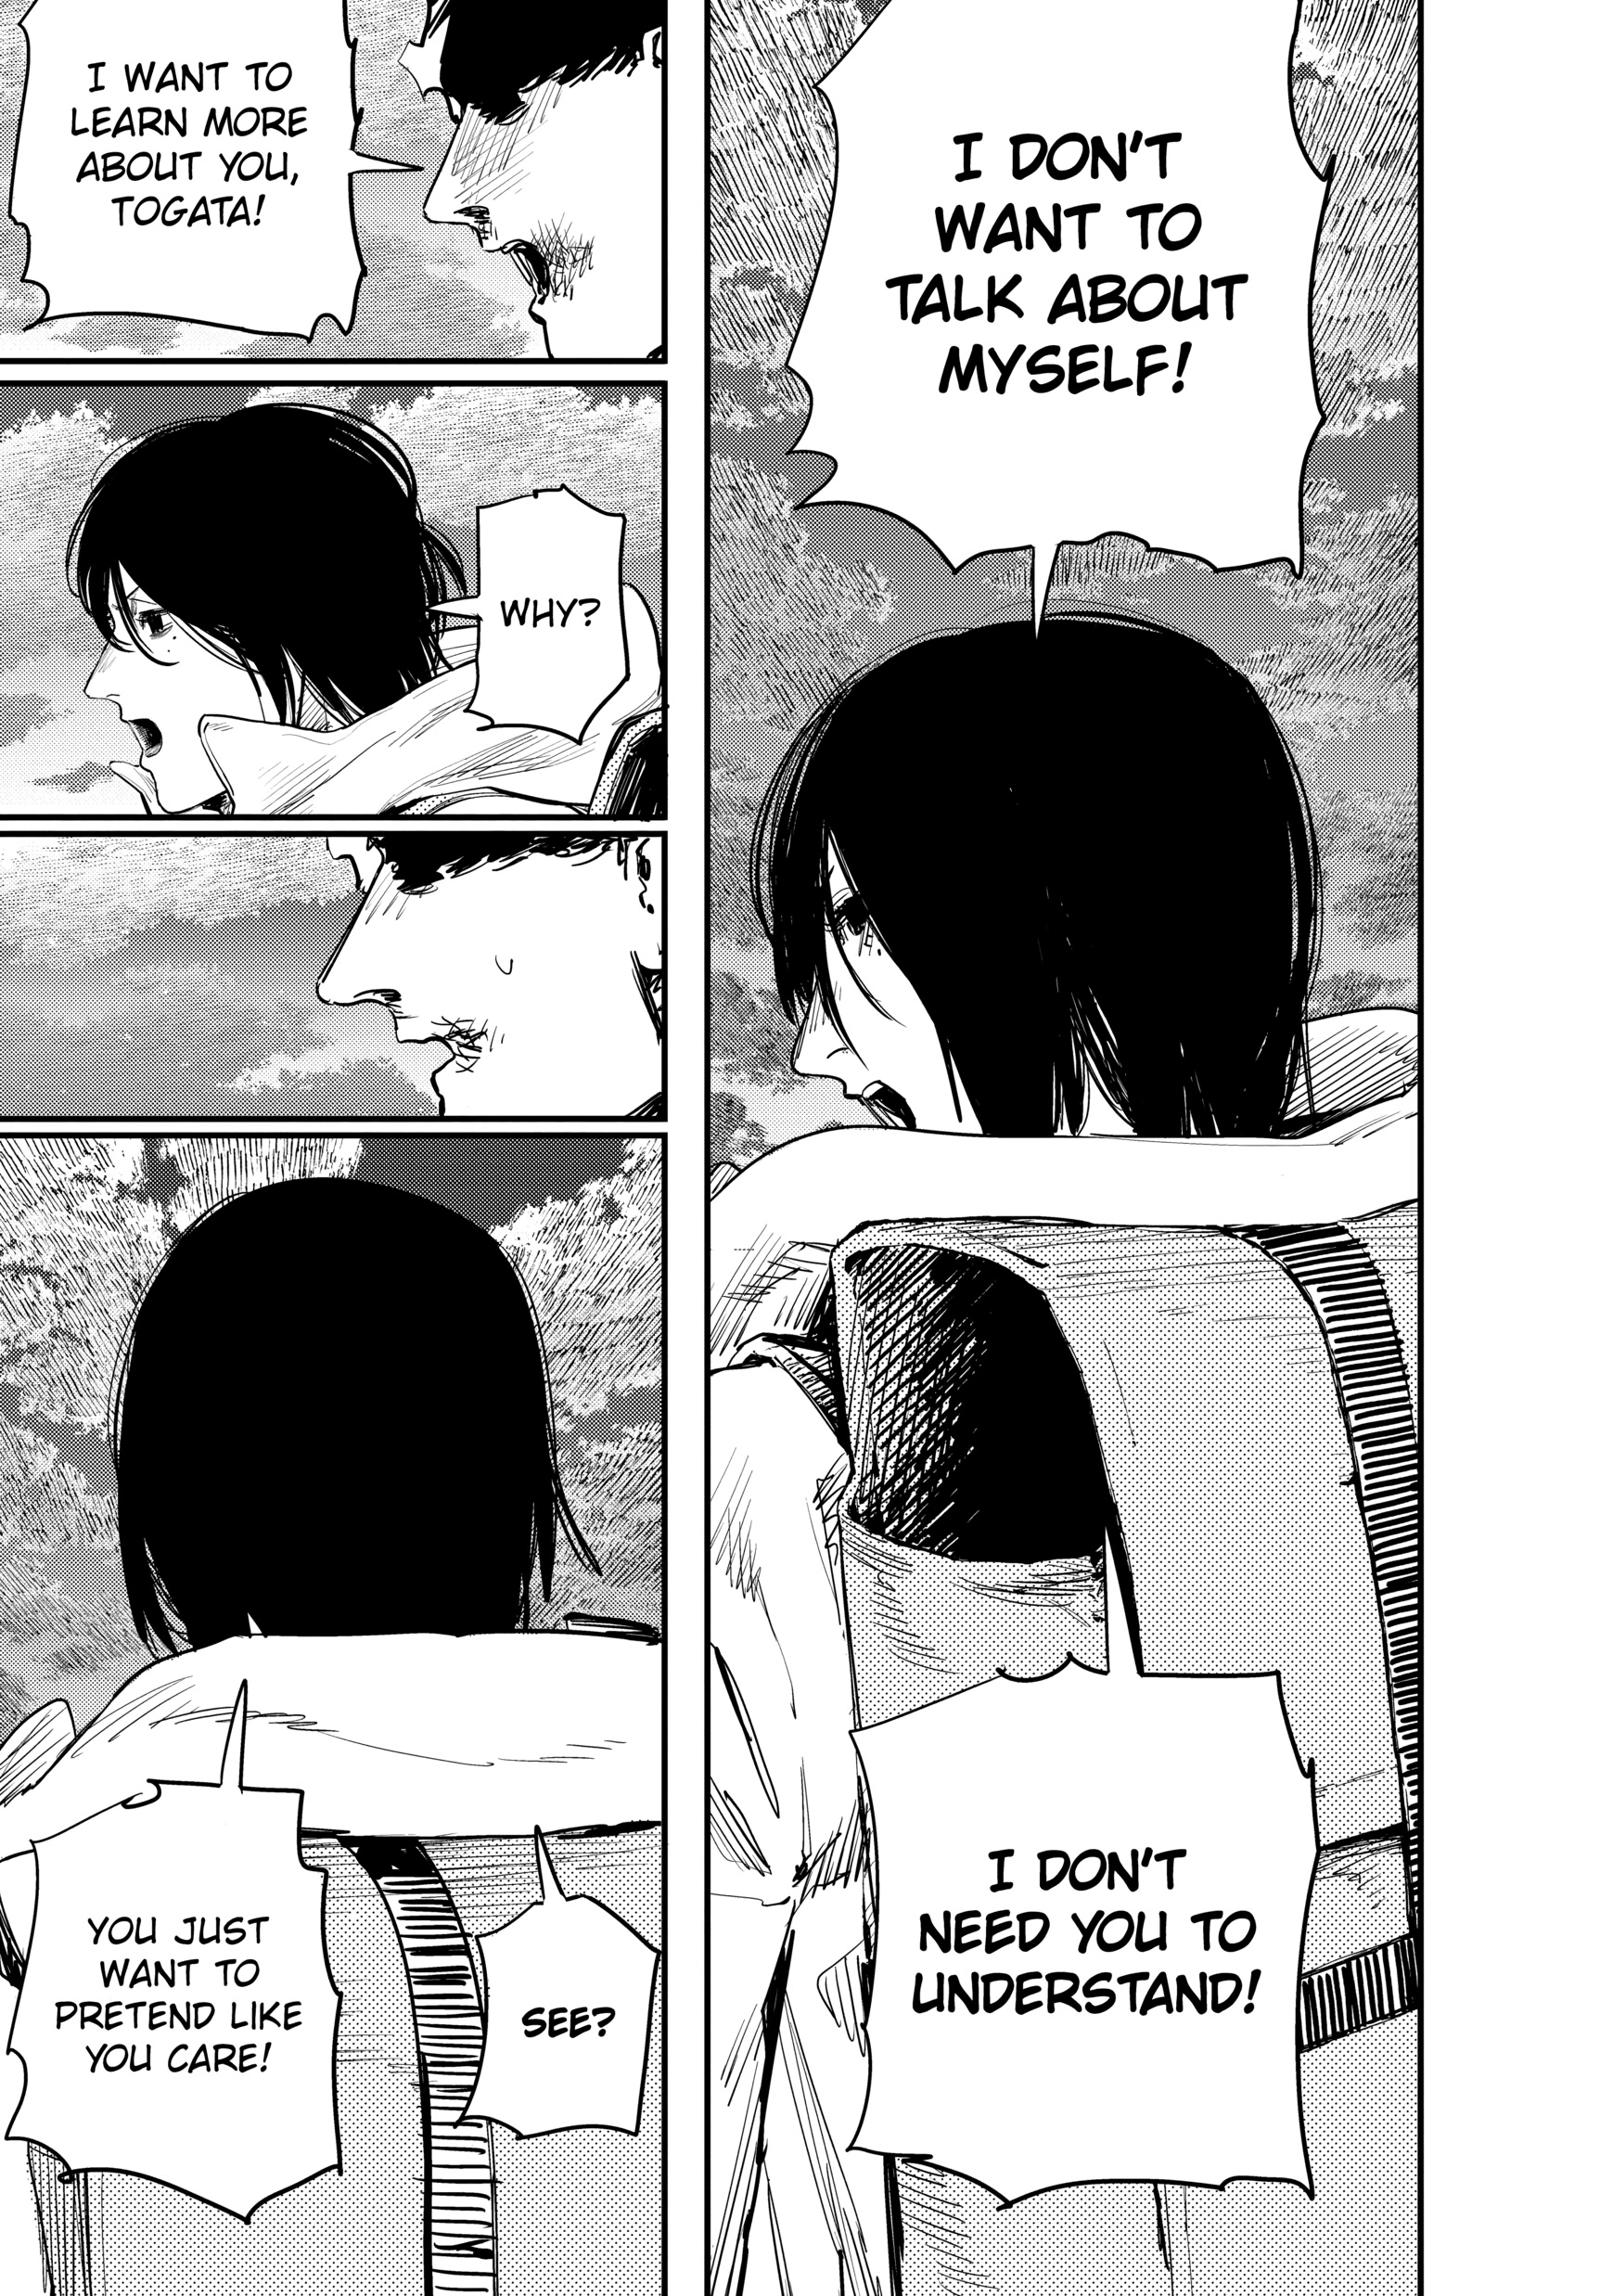 I DON'T
WANT TO
TALK ABOUT
MYSELF!
I DON'T
NEED YOU TO
UNDERSTAND!
I WANT TO
LEARN MORE
ABOUT YOU,
TOGATA!
WHY?
SEE?
YOU JUST
WANT TO
PRETEND LIKE
YOU CARE!